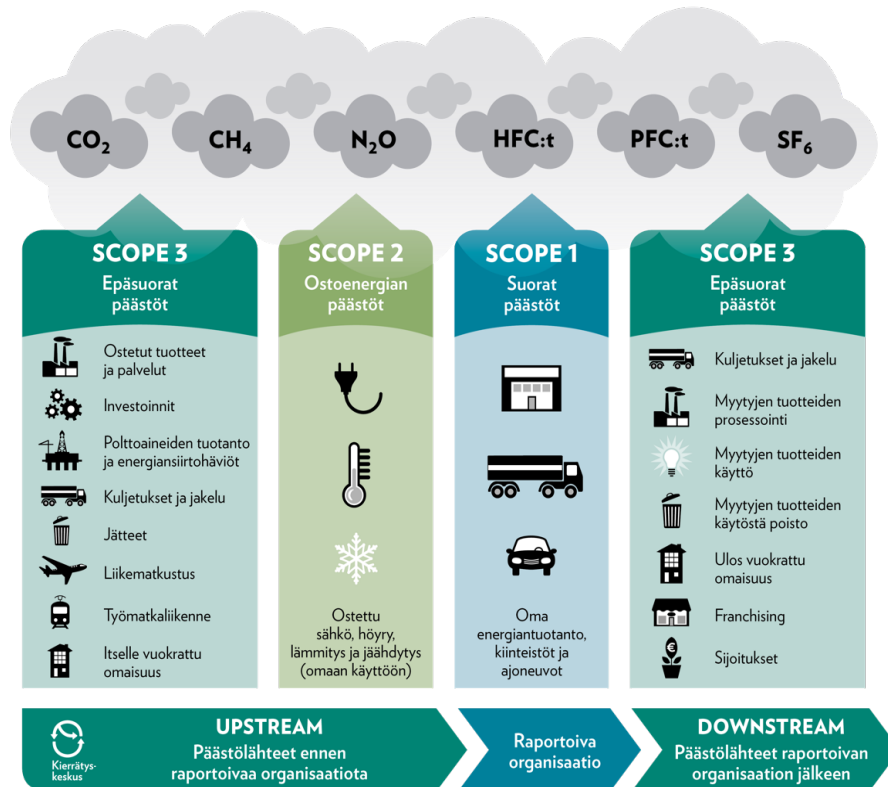 CO₂
CH₄
N₂O
HFC:t
PFC:t
SF₆
SCOPE 3
Epäsuorat
päästöt
Ostetut tuotteet
ja palvelut
Investoinnit
Polttoaineiden tuotanto
ja energiansiirtohäviöt
Kuljetukset ja jakelu
Jätteet
Liikematkustus
Työmatkaliikenne
Itselle vuokrattu
omaisuus
SCOPE 2
Ostoenergian
päästöt
Ostettu
sähkö, höyry,
lämmitys ja jäähdytys
(omaan käyttöön)
SCOPE 1
Suorat
päästöt
Oma
energiantuotanto,
kiinteistöt ja
ajoneuvot
SCOPE 3
Epäsuorat
päästöt
Kuljetukset ja jakelu
Myytyjen tuotteiden
prosessointi
Myytyjen tuotteiden
käyttö
Myytyjen tuotteiden
käytöstä poisto
Ulos vuokrattu
omaisuus
Franchising
€
Sijoitukset
Kierrätys-
keskus
UPSTREAM
Päästölähteet ennen
raportoivaa organisaatiota
Raportoiva
organisaatio
DOWNSTREAM
Päästölähteet raportoivan
organisaation jälkeen